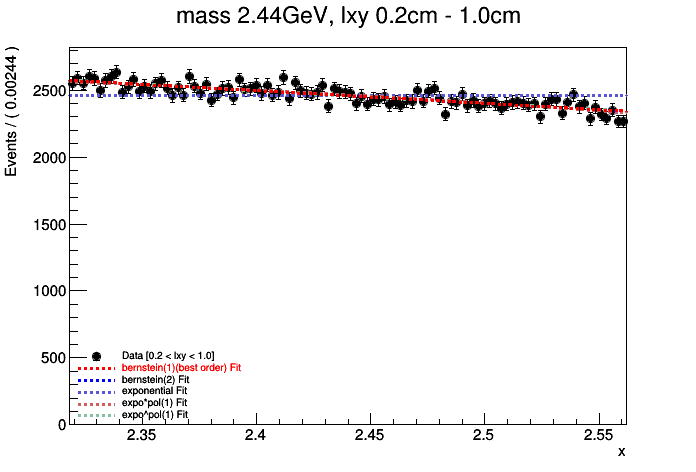 mass 2.44GeV, lxy 0.2cm - 1.0cm
Events / ( 0.00244 )
2500
2000
1500
1000
500
0
Data [0.2 < lxy < 1.0]
bernstein(1)(best order) Fit
bernstein(2) Fit
exponential Fit
expo*pol(1) Fit
expo^pol(1) Fit
2.35 2.4 2.45 2.5 2.55
x